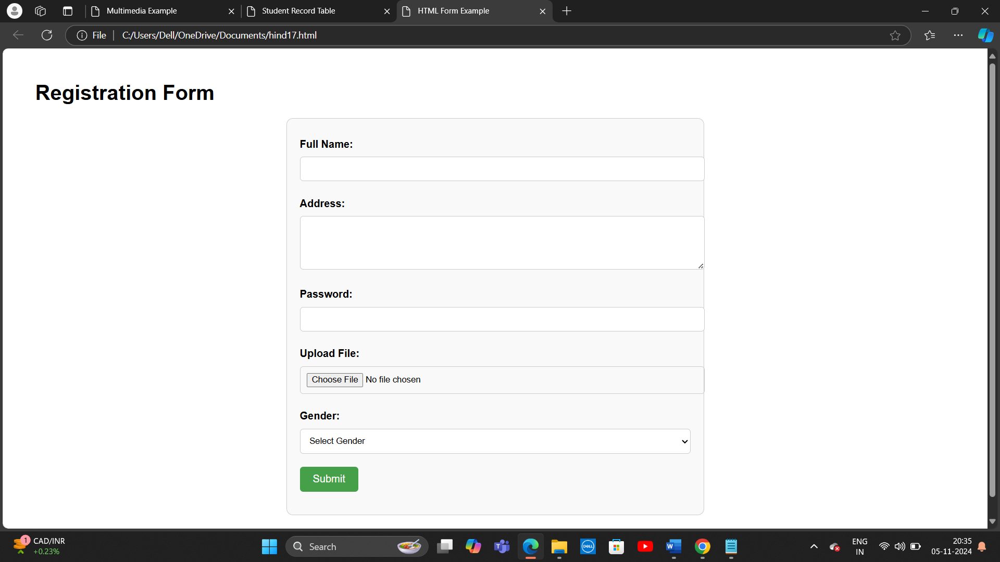 Multimedia Example
Student Record Table
HTML Form Example
File
C:/Users/Dell/OneDrive/Documents/hind17.html
Registration Form
Full Name:
Address:
Password:
Upload File:
Choose File No file chosen
Gender:
Select Gender
Submit
1
CAD/INR
+0.23%
Search
T
DELL
W
ENG
IN
20:35
05-11-2024